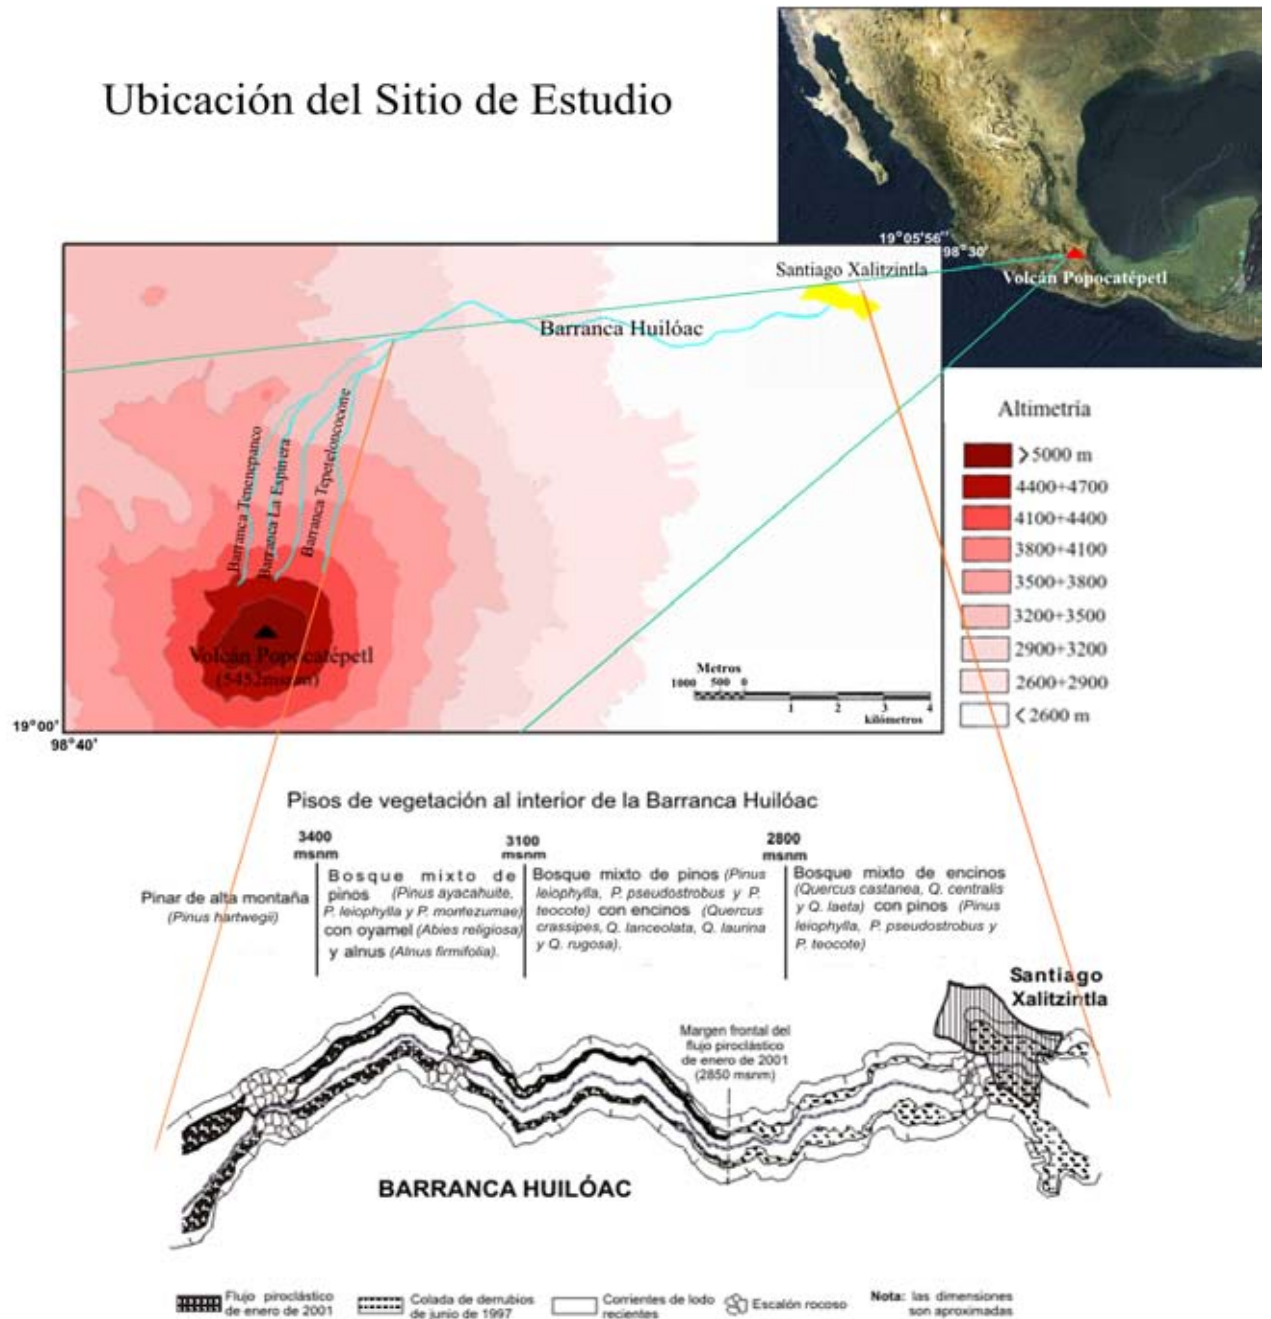 Ubicación del Sitio de Estudio
19°05'56"
98°30'
Volcán Popocatépetl
Santiago Xalitzintla
Barranca Huilóac
Barranca Tenenepanco
Barranca La Espinera
Barranca Tepeteloncocone
Volcán Popocatépetl
(5452msnm)
19°00'
98°40'
Metros
1000 500 0
1 2 3 4
kilómetros
Altimetría
>5000 m
4400+4700
4100+4400
3800+4100
3500+3800
3200+3500
2900+3200
2600+2900
<2600 m
Pisos de vegetación al interior de la Barranca Huilóac
3400
msnm
3100
msnm
2800
msnm
Pinar de alta montaña
(Pinus hartwegii)
Bosque mixto de
pinos (Pinus ayacahuite,
P. leiophylla y P. montezumae)
con oyamel (Abies religiosa)
y alnus (Alnus firmifolia).
Bosque mixto de pinos (Pinus
leiophylla, P. pseudostrobus y P.
teocote) con encinos (Quercus
crassipes, Q. lanceolata, Q. laurina
y Q. rugosa).
Bosque mixto de encinos
(Quercus castanea, Q. centralis
y Q. laeta) con pinos (Pinus
leiophylla, P. pseudostrobus y
P. teocote)
Santiago
Xalitzintla
Margen frontal del
flujo piroclástico
de enero de 2001
(2850 msnm)
BARRANCA HUILÓAC
Flujo piroclástico
de enero de 2001
Colada de derrubios
de junio de 1997
Corrientes de lodo
recientes
Escalón rocoso
Nota: las dimensiones
son aproximadas